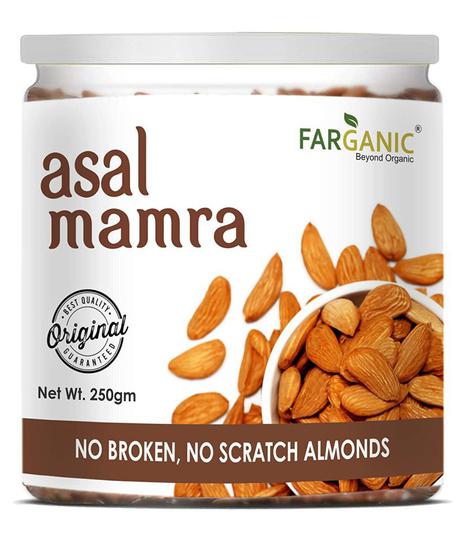 FARGANIC®
Beyond Organic
asal
mamra
BEST QUALITY
Original
GUARANTEED
Net Wt. 250gm
NO BROKEN, NO SCRATCH ALMONDS